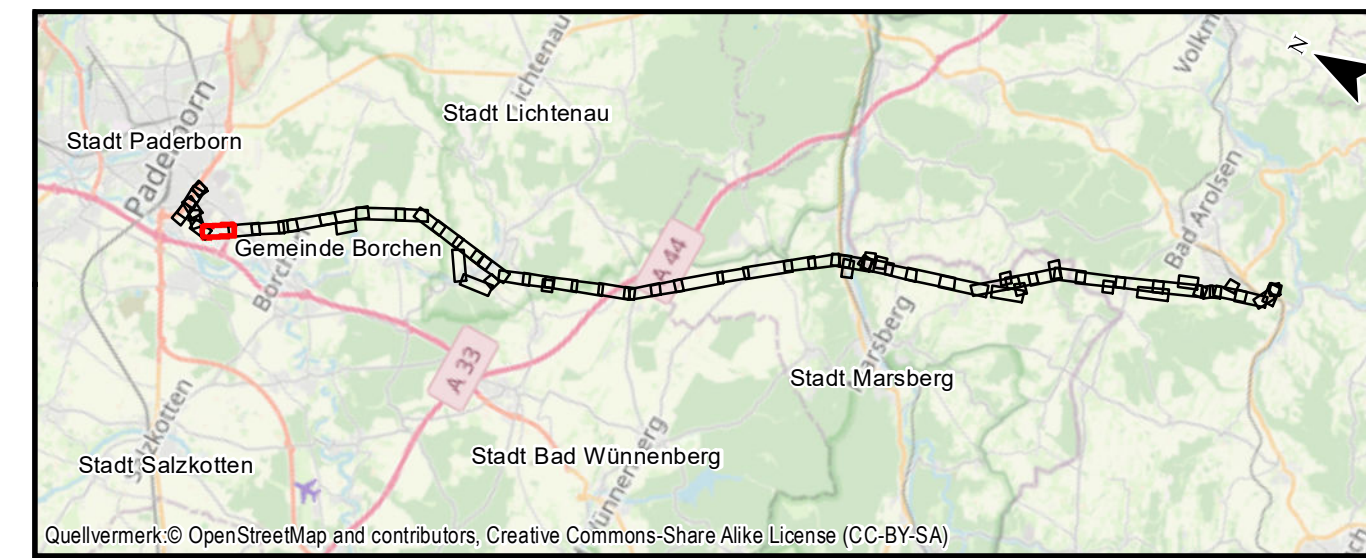 Stadt Paderborn
Paderborn
Stadt Lichtenau
Lichtenau
Volkm
N
Gemeinde Borchen
Borchen
A 44
Bad Arolsen
A 33
Marsberg
Stadt Marsberg
Salzkotten
Stadt Salzkotten
Stadt Bad Wünnenberg
Wünnenberg
Quellvermerk:© OpenStreetMap and contributors, Creative Commons-Share Alike License (CC-BY-SA)